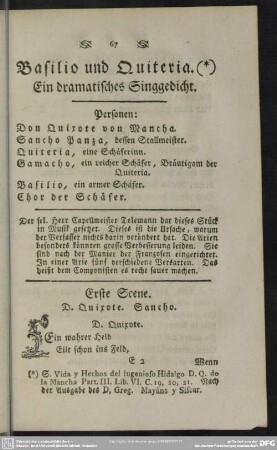 67
Basilio und Quiteria. (*)
Ein dramatisches Singgedicht.
Personen:
Don Quixote von Mancha.
Sancho Panza, dessen Stallmeister.
Quiteria, eine Schäferinn.
Gamacho, ein reicher Schäfer, Bräutigam der
Quiteria.
Basilio, ein armer Schäfer.
Chor der Schäfer.
Der sel. Herr Capellmeister Telemann hat dieses Stück
in Musik gesetzet. Dieses ist die Ursache, warum
der Verfasser nichts darin verändert hat. Die Arien
besonders könnten große Verbesserung leiden. Sie
sind nach der Manier der Franzosen eingerichtet.
In einer Arie fünf verschiedene Versarten. Das
heißt dem Componisten es recht sauer machen.
Erste Scene.
D. Quixote. Sancho.
D. Quixote.
Ein wahrer Held
Eile schon ins Feld,
E 2 Wenn
(*) S. Vida y Hechos del ingenioso Hidalgo D. Q. de
la Mancha Part. III. Lib. VI. C. 19, 20, 21. Nach
der Ausgabe des D. Greg. Mayáns y Siscar.